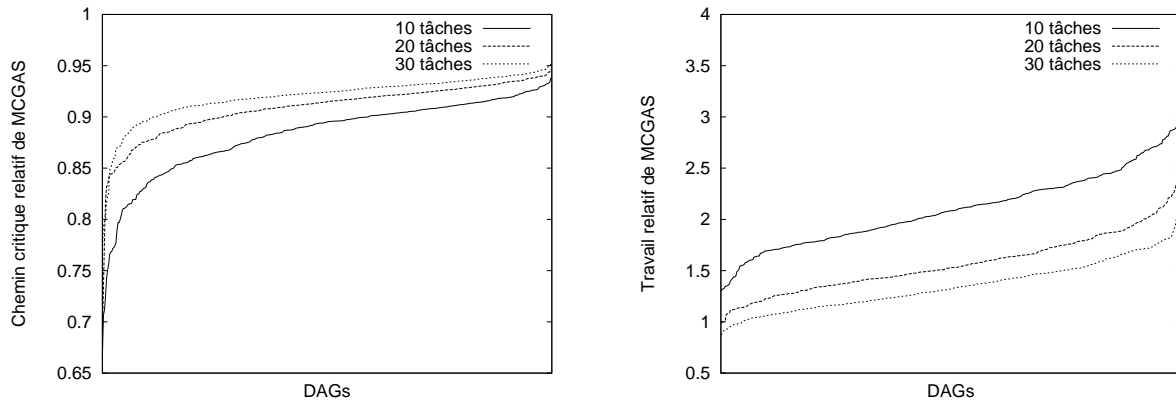 1
0.95
0.9
0.85
0.8
0.75
0.7
0.65
Chemin critique relatif de MCGAS
DAGs
10 tâches
20 tâches
30 tâches
4
3.5
3
2.5
2
1.5
1
0.5
Travail relatif de MCGAS
DAGs
10 tâches
20 tâches
30 tâches